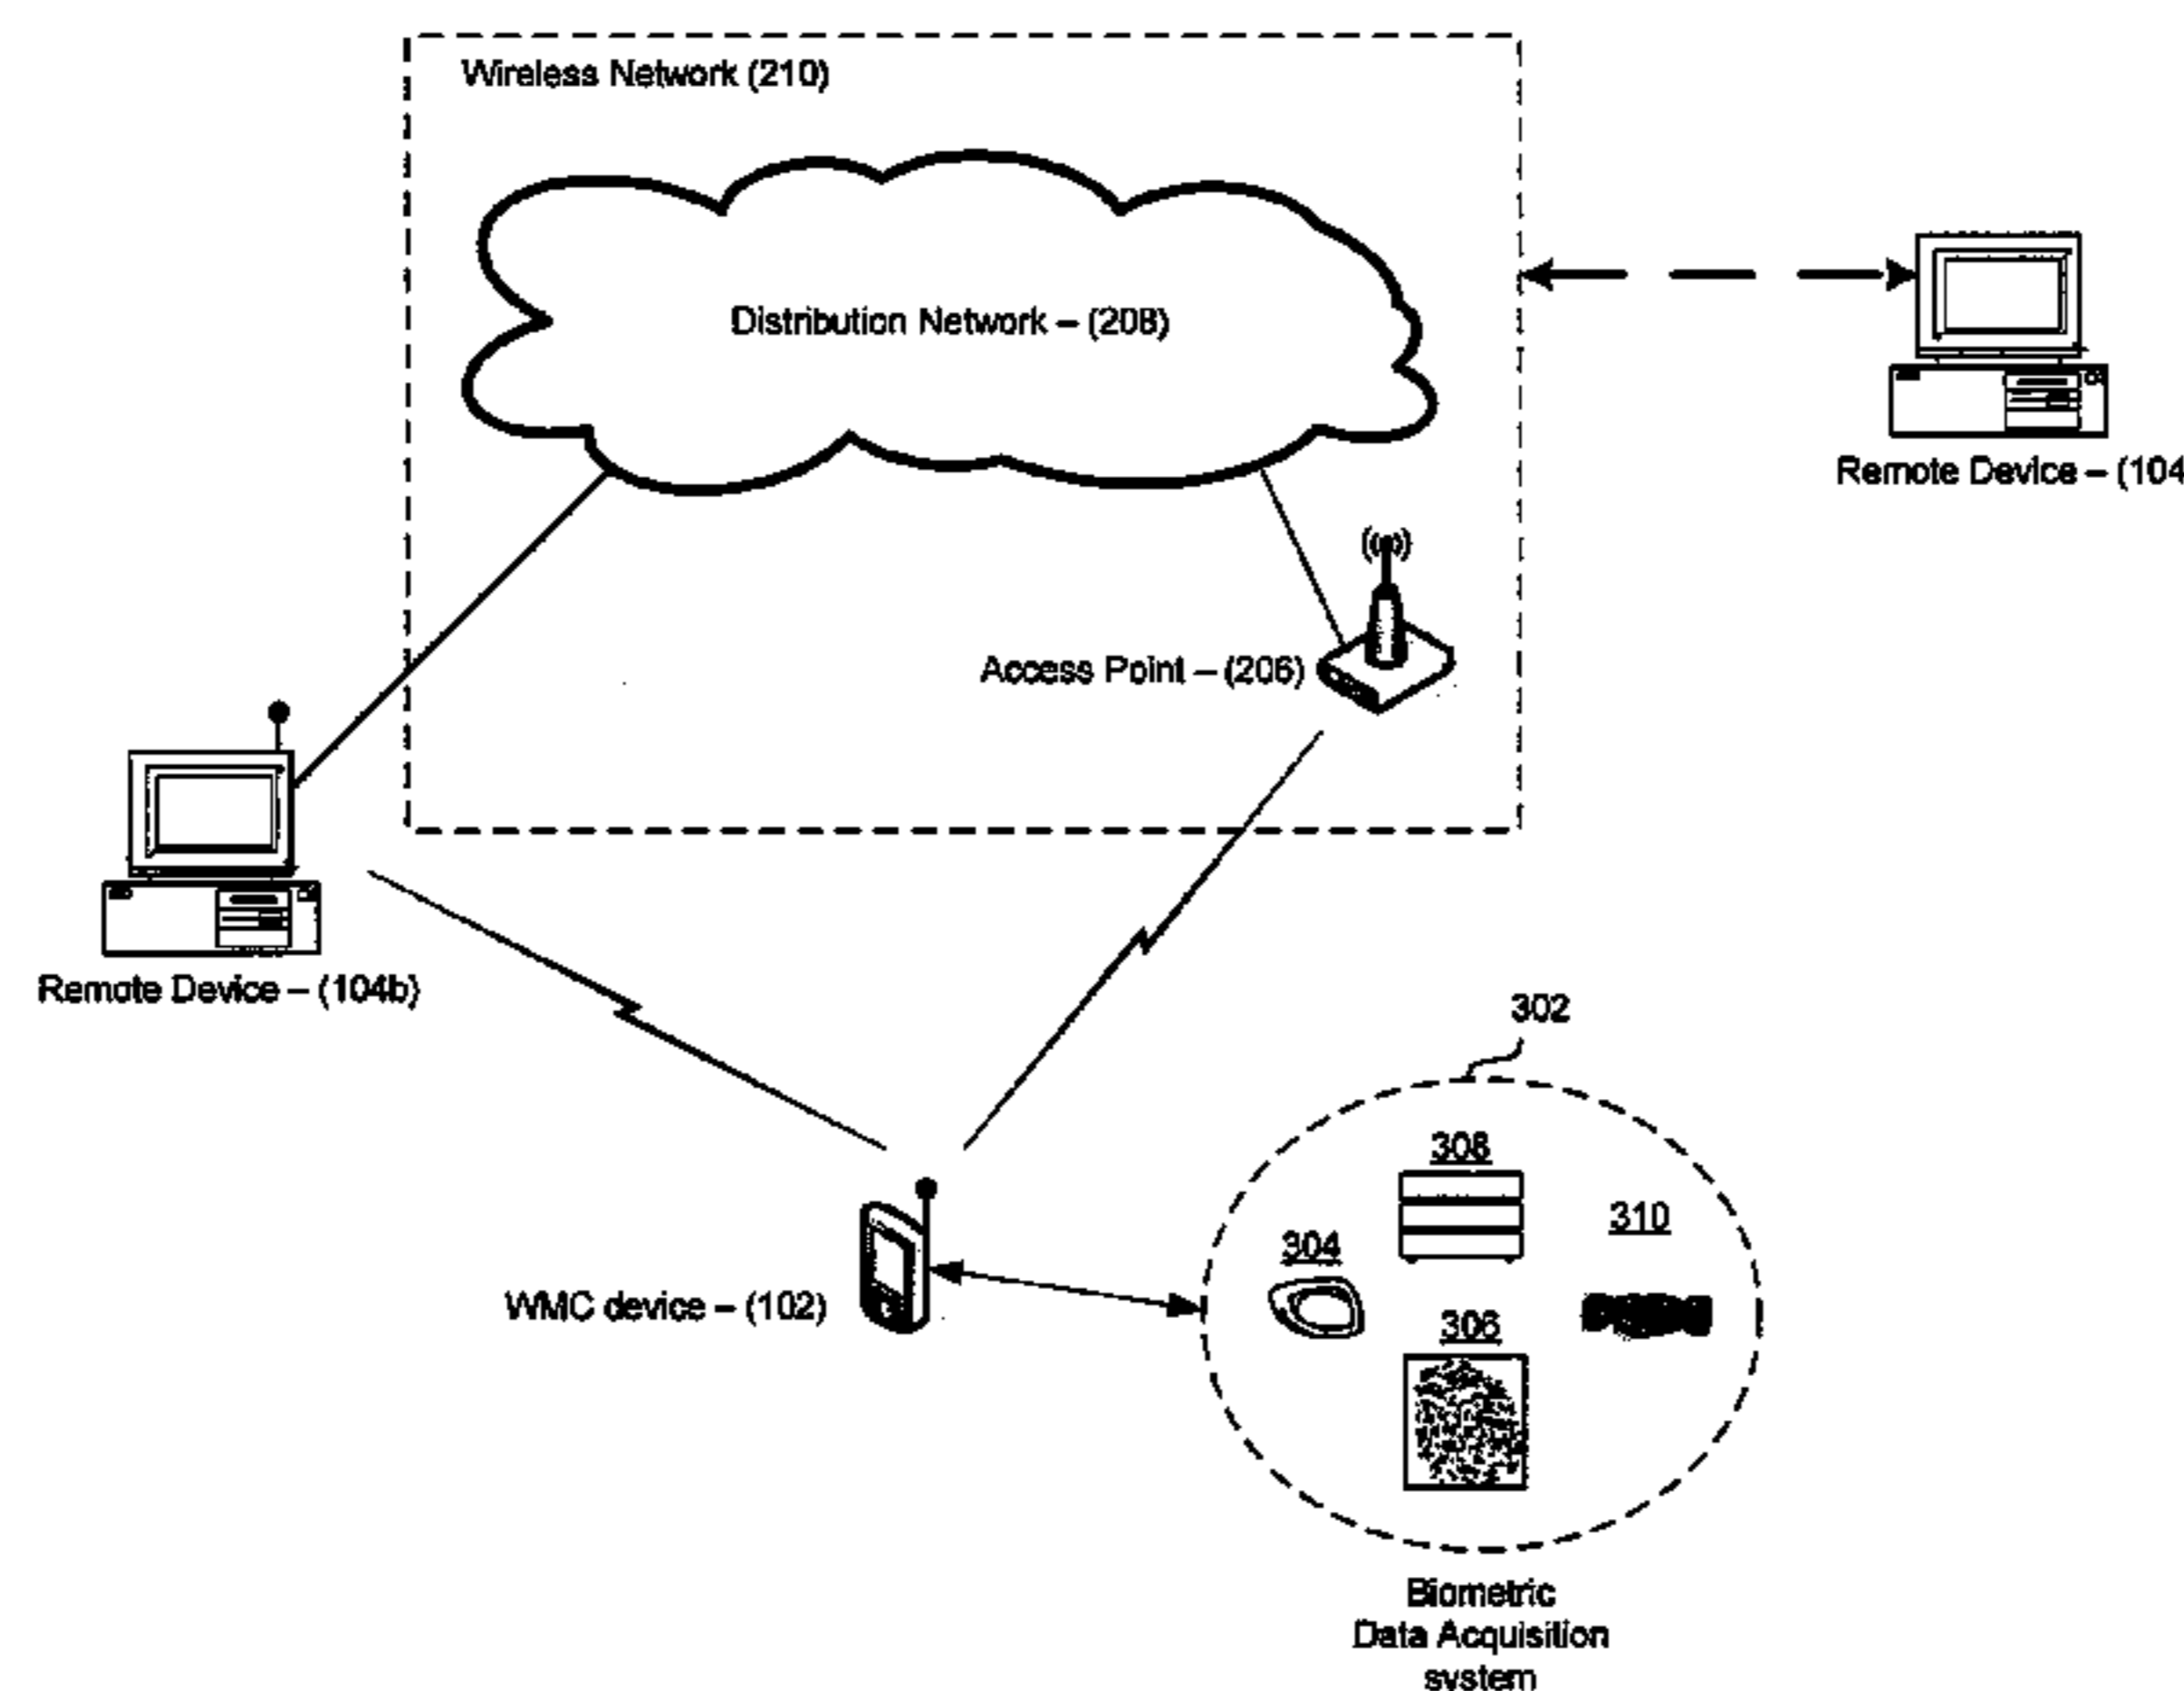 Wireless Network (210)
Distribution Network – (208)
Remote Device – (104
Access Point – (206)
Remote Device – (104b)
302
308
310
304
306
WMC device – (102)
Biometric
Data Acquisition
system